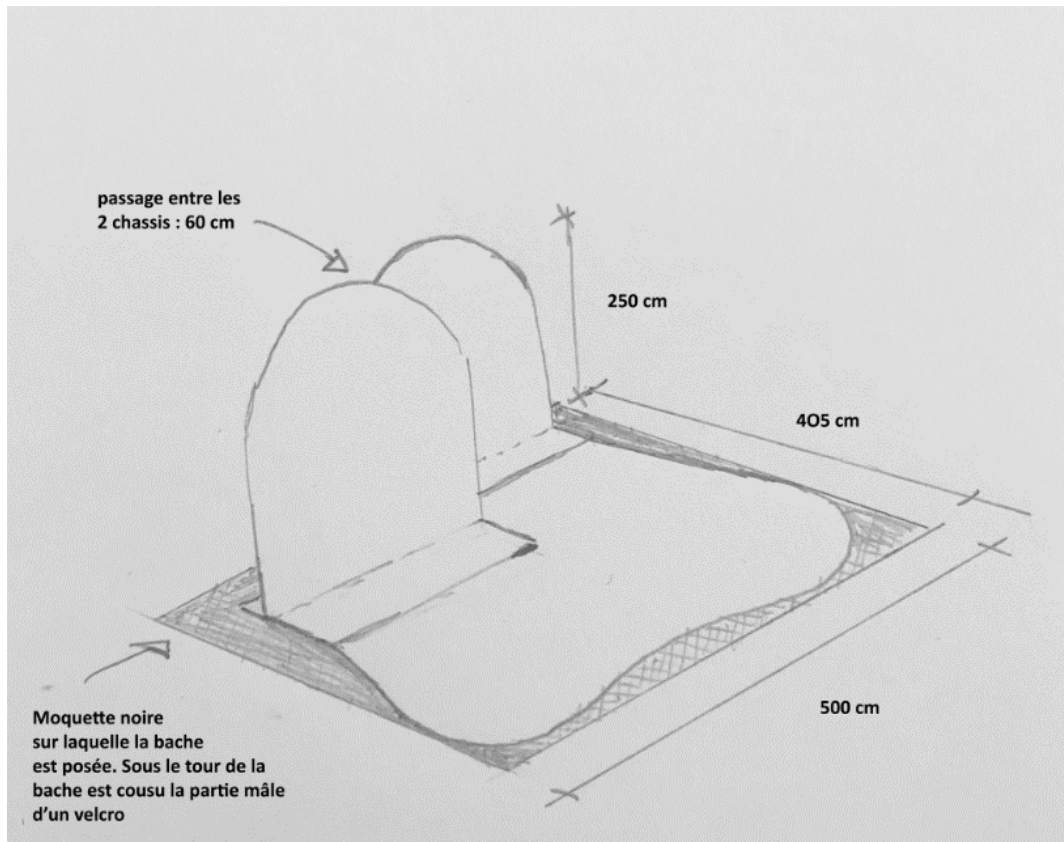 passage entre les
2 chassis : 60 cm
250 cm
4O5 cm
500 cm
Moquette noire
sur laquelle la bache
est posée. Sous le tour de la
bache est cousu la partie mâle
d'un velcro